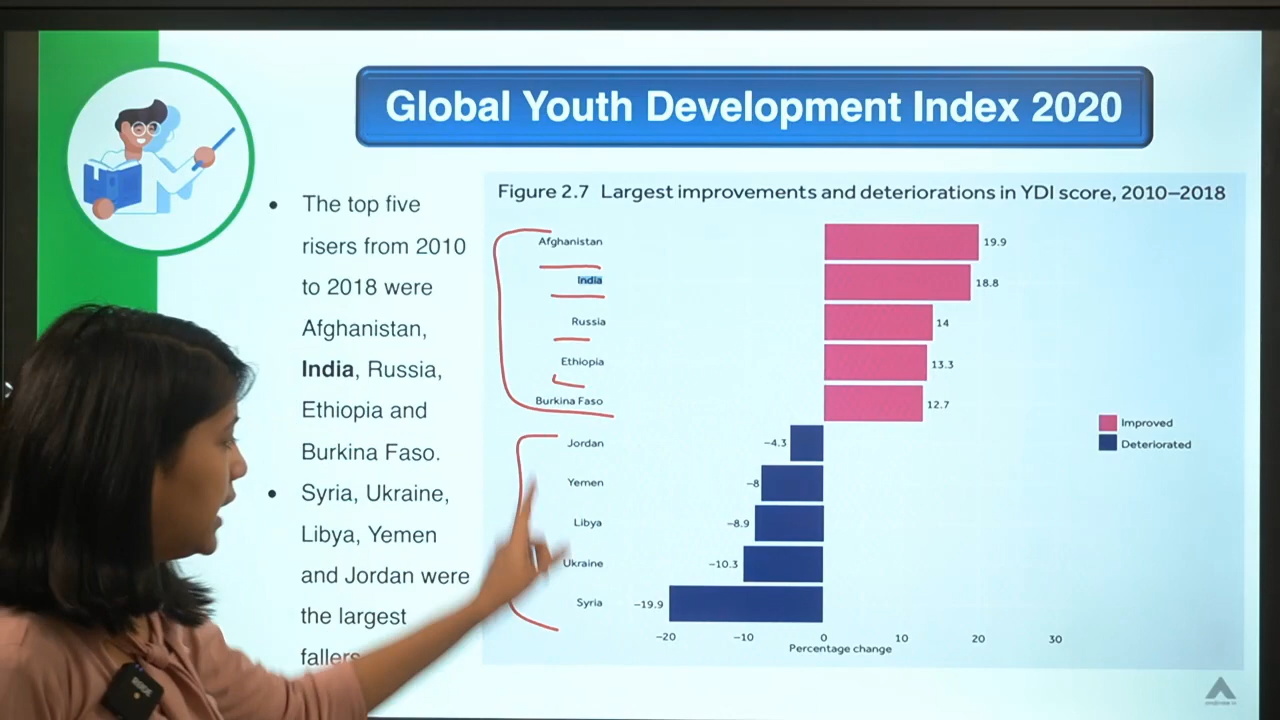 Global Youth Development Index 2020
The top five
risers from 2010
to 2018 were
Afghanistan,
India, Russia,
Ethiopia and
Burkina Faso.
Syria, Ukraine,
Libya, Yemen
and Jordan were
the largest
fallers
Figure 2.7 Largest improvements and deteriorations in YDI score, 2010–2018
Afghanistan 19.9
India 18.8
Russia 14
Ethiopia 13.3
Burkina Faso 12.7
Jordan −4.3
Yemen −8
Libya −8.9
Ukraine −10.3
Syria −19.9
Improved
Deteriorated
−20 −10 0 10 20 30
Percentage change